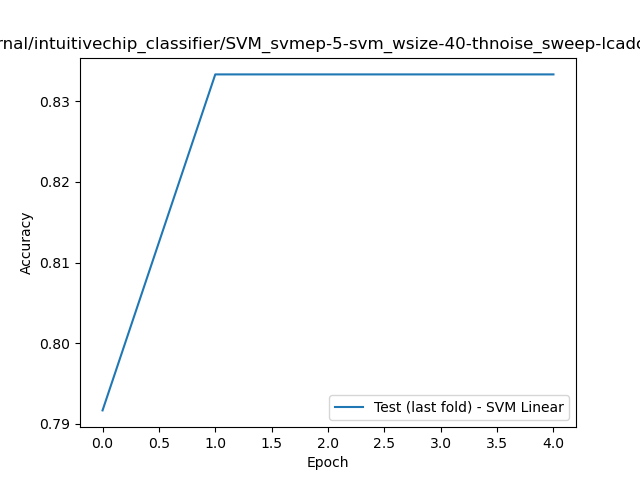 rnal/intuitivechip_classifier/SVM_svmep-5-svm_wsize-40-thnoise_sweep-lcad
Accuracy
0.83
0.82
0.81
0.80
0.79
0.0 0.5 1.0 1.5 2.0 2.5 3.0 3.5 4.0
Epoch
Test (last fold) - SVM Linear